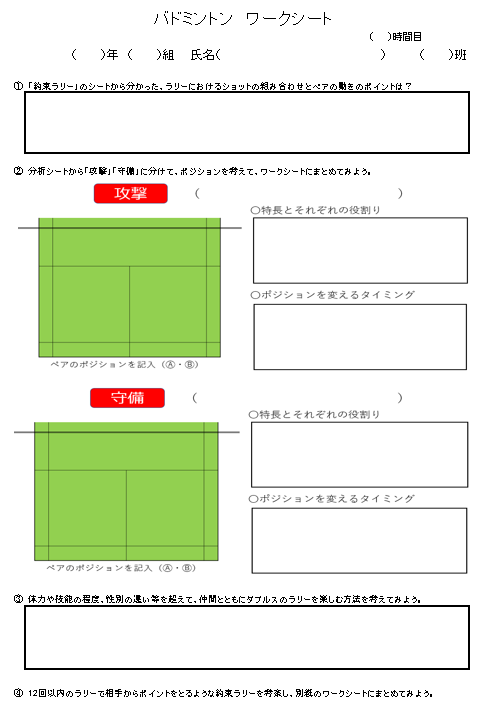 バドミントン　ワークシート
（　）時間目
（　　）年（　　）組　氏名（　　　　　　　　　　　　）　　（　　）班
① 「約束ラリー」のシートから分かった、ラリーにおけるショットの組み合わせとペアの動きのポイントは？
② 分析シートから「攻撃」「守備」に分けて、ポジションを考えて、ワークシートにまとめてみよう。
攻撃　（　　　　　　　　　　　　　　　　）
〇特長とそれぞれの役割り
〇ポジションを変えるタイミング
ペアのポジションを記入（Ⓐ・Ⓑ）
守備　（　　　　　　　　　　　　　　　　）
〇特長とそれぞれの役割り
〇ポジションを変えるタイミング
ペアのポジションを記入（Ⓐ・Ⓑ）
③ 体力や技能の程度、性別の違い等を超えて、仲間とともにダブルスのラリーを楽しむ方法を考えてみよう。
④ 12回以内のラリーで相手からポイントをとるような約束ラリーを考案し、別紙のワークシートにまとめてみよう。